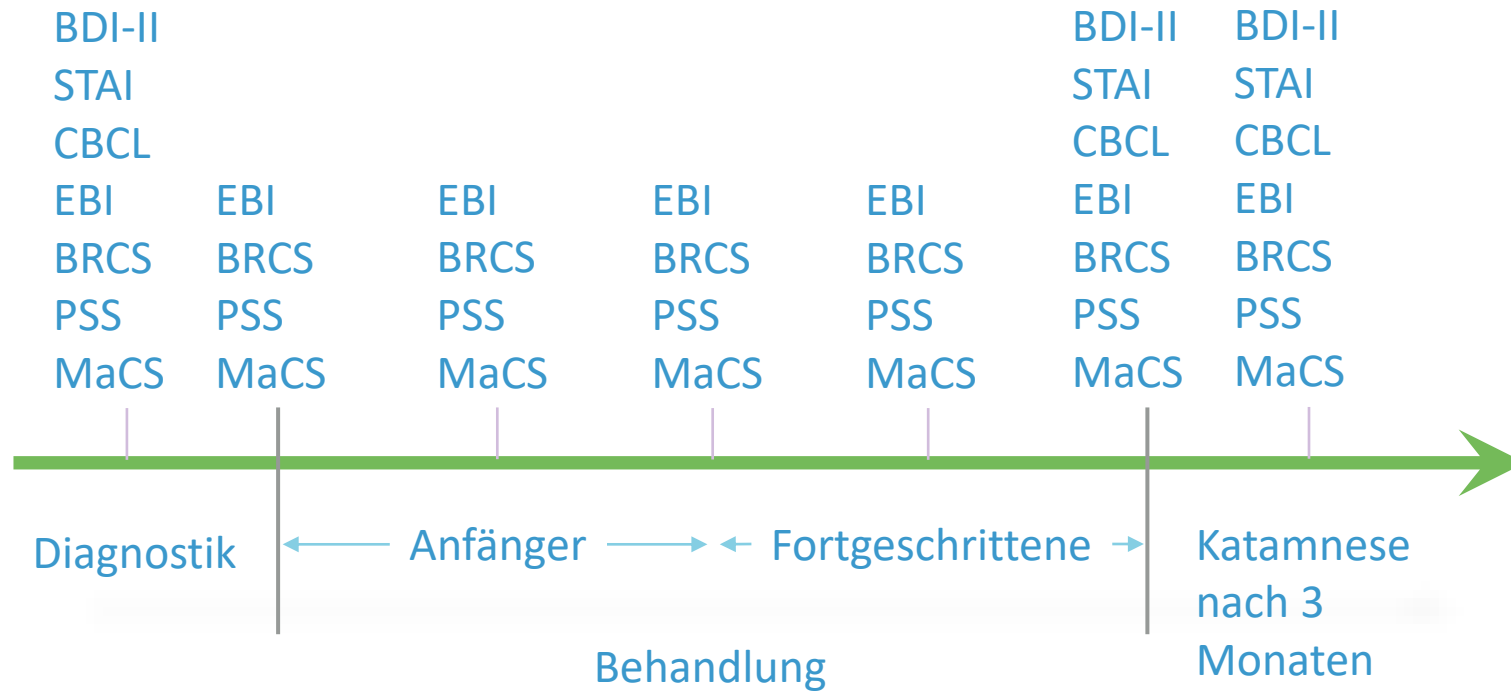 BDI-II
STAI
CBCL
EBI
BRCS
PSS
MaCS
EBI
BRCS
PSS
MaCS
EBI
BRCS
PSS
MaCS
EBI
BRCS
PSS
MaCS
EBI
BRCS
PSS
MaCS
BDI-II
STAI
CBCL
EBI
BRCS
PSS
MaCS
BDI-II
STAI
CBCL
EBI
BRCS
PSS
MaCS
Diagnostik
Anfänger
Fortgeschrittene
Katamnese
nach 3
Monaten
Behandlung